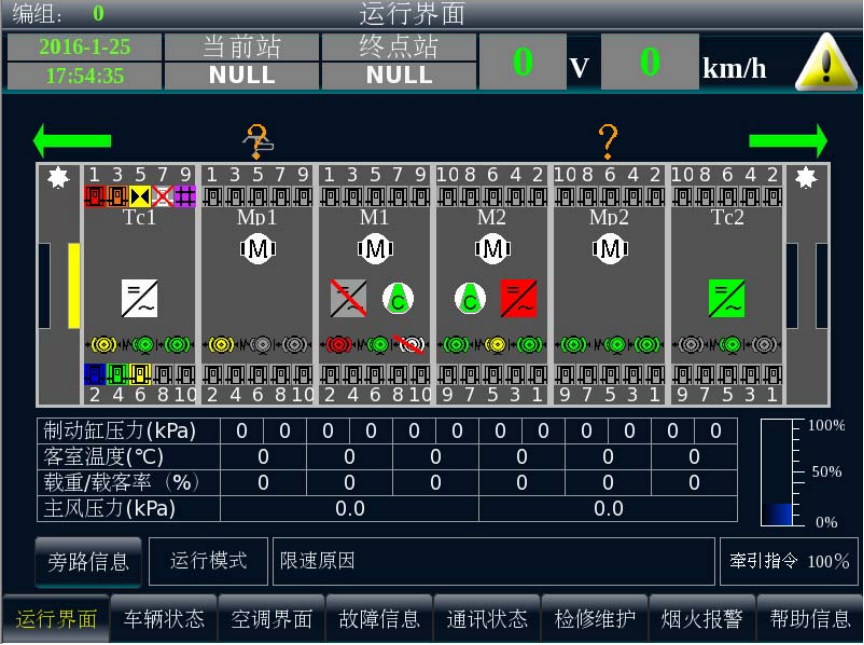 编组: 0 运行界面
2016-1-25 当前站 终点站 0 V 0 km/h
17:54:35 NULL NULL
? ?
1 3 5 7 9 1 3 5 7 9 1 3 5 7 9 10 8 6 4 2 10 8 6 4 2 10 8 6 4 2
Tc1 Mp1 M1 M2 Mp2 Tc2
M M M M
C C
2 4 6 8 10 2 4 6 8 10 2 4 6 8 10 9 7 5 3 1 9 7 5 3 1 9 7 5 3 1
制动缸压力(kPa) 0 0 0 0 0 0 0 0 0 0 0 0 100%
客室温度(℃) 0 0 0 0 0 0
载重/载客率（%） 0 0 0 0 0 0 50%
主风压力(kPa) 0.0 0.0 0%
旁路信息 运行模式 限速原因 牵引指令 100%
运行界面 车辆状态 空调界面 故障信息 通讯状态 检修维护 烟火报警 帮助信息